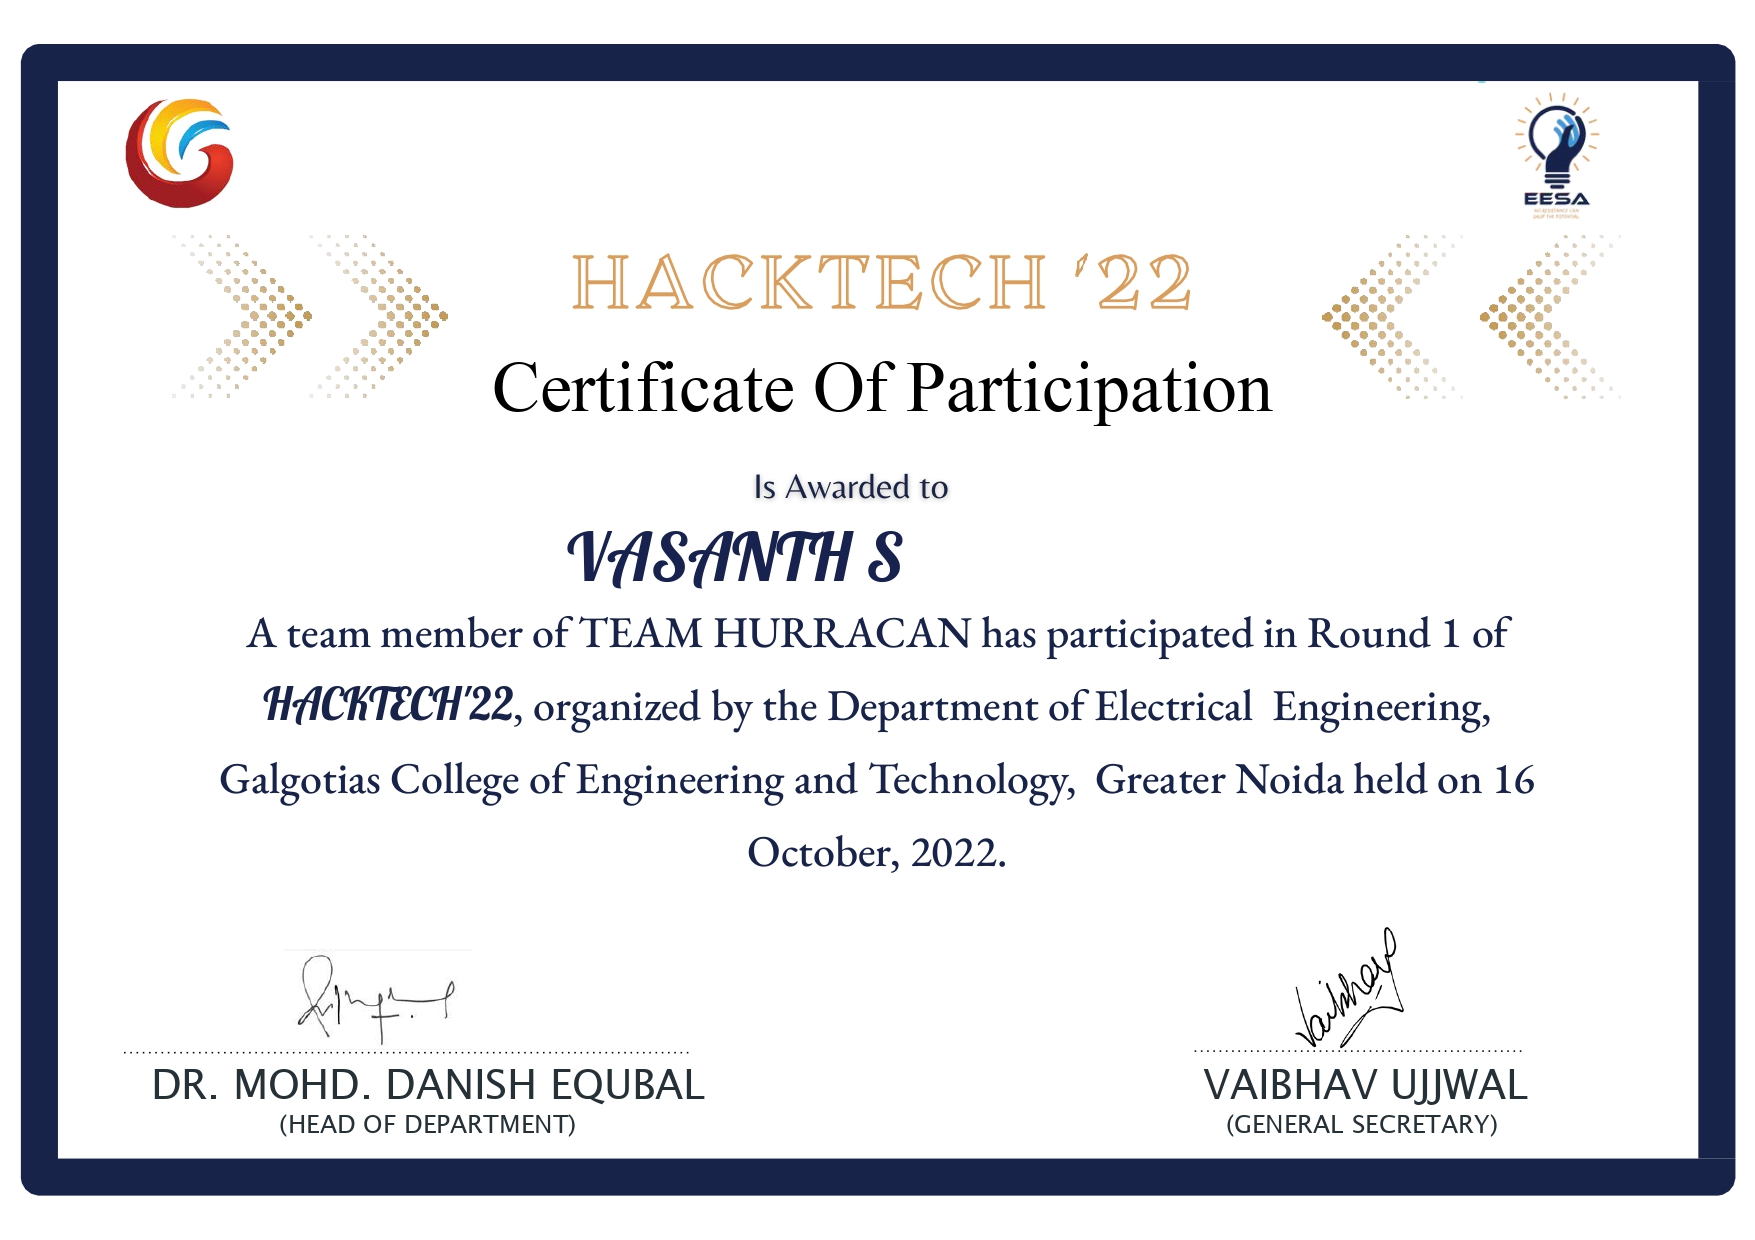 EESA
HACKTECH '22
Certificate Of Participation
Is Awarded to
VASANTH S
A team member of TEAM HURRACAN has participated in Round 1 of
HACKTECH'22, organized by the Department of Electrical Engineering,
Galgotias College of Engineering and Technology, Greater Noida held on 16
October, 2022.
Vaibhav
DR. MOHD. DANISH EQUBAL
(HEAD OF DEPARTMENT)
VAIBHAV UJJWAL
(GENERAL SECRETARY)